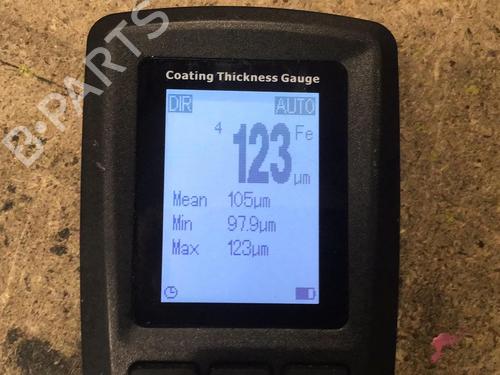 B·PARTS
Coating Thickness Gauge
DIR AUTO
4 123 Fe
µm
Mean 105µm
Min 97.9µm
Max 123µm